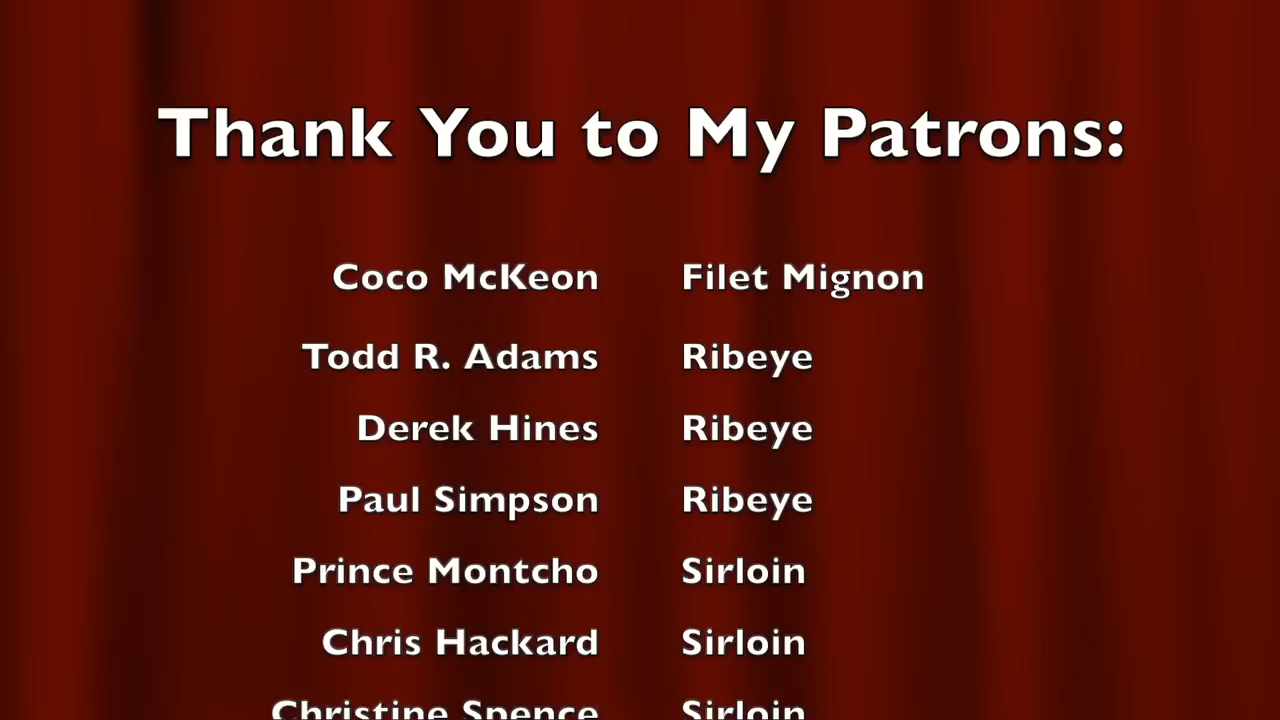 Thank You to My Patrons:
Coco McKeon Filet Mignon
Todd R. Adams Ribeye
Derek Hines Ribeye
Paul Simpson Ribeye
Prince Montcho Sirloin
Chris Hackard Sirloin
Christine Spence Sirloin